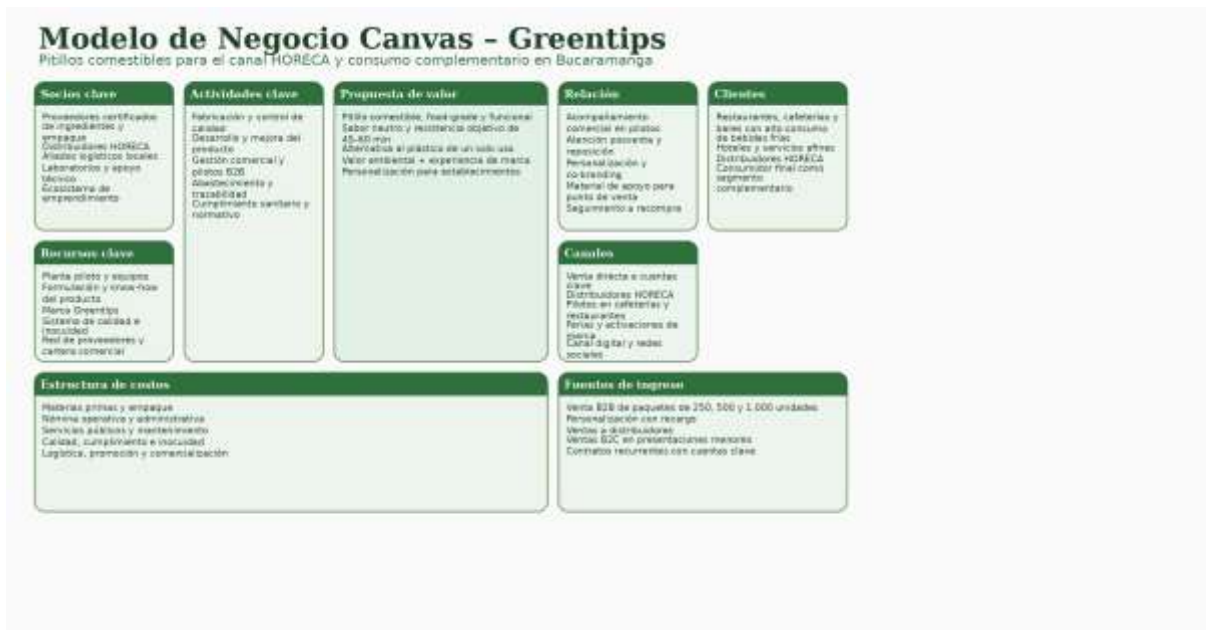 Modelo de Negocio Canvas – Greentips
Pitillos comestibles para el canal HORECA y consumo complementario en Bucaramanga
Socios clave
Proveedores certificados
de ingredientes y
empaque
Distribuidores HORECA
Aliados logísticos locales
Laboratorios y apoyo
técnico
Ecosistema de
emprendimiento
Actividades clave
Fabricación y control de
calidad
Desarrollo y mejora del
producto
Gestión comercial y
pilotos B2B
Abastecimiento y
trazabilidad
Cumplimiento sanitario y
normativo
Propuesta de valor
Pitillo comestible, food-grade y funcional
Sabor neutro y resistencia objetivo de
45-60 min
Alternativa al plástico de un solo uso
Valor ambiental + experiencia de marca
Personalización para establecimientos
Relación
Acompañamiento
comercial en pilotos
Atención posventa y
reposición
Personalización y
co-branding
Material de apoyo para
punto de venta
Seguimiento a recompra
Clientes
Restaurantes, cafeterías y
bares con alto consumo
de bebidas frías
Hoteles y servicios afines
Distribuidores HORECA
Consumidor final como
segmento
complementario
Recursos clave
Planta piloto y equipos
Formulación y know-how
del producto
Marca Greentips
Sistema de calidad e
inocuidad
Red de proveedores y
cartera comercial
Canales
Venta directa a cuentas
clave
Distribuidores HORECA
Pilotos en cafeterías y
restaurantes
Ferias y activaciones de
marca
Canal digital y redes
sociales
Estructura de costos
Materias primas y empaque
Nómina operativa y administrativa
Servicios públicos y mantenimiento
Calidad, cumplimiento e inocuidad
Logística, promoción y comercialización
Fuentes de ingreso
Venta B2B de paquetes de 250, 500 y 1.000 unidades
Personalización con recargo
Ventas a distribuidores
Ventas B2C en presentaciones menores
Contratos recurrentes con cuentas clave